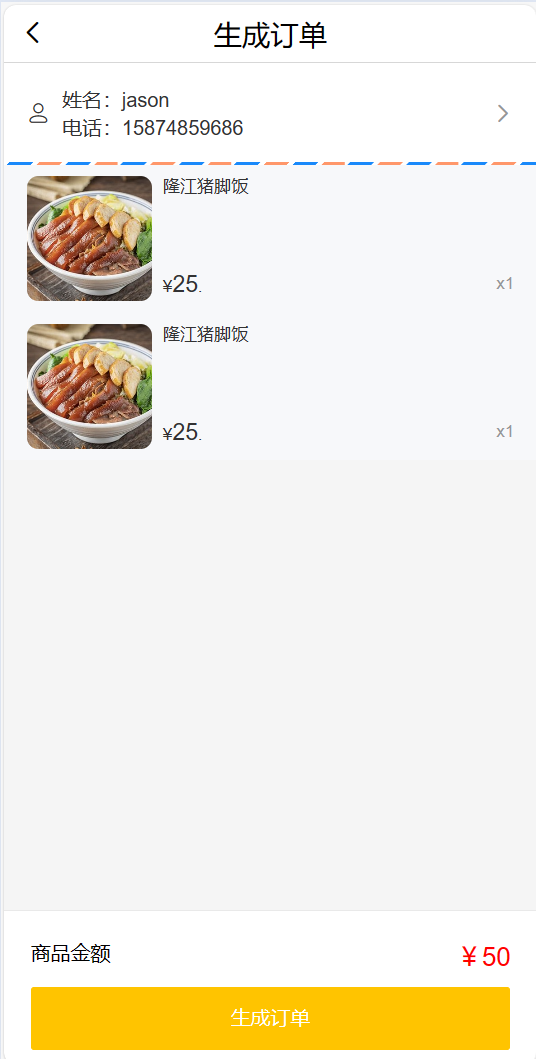 生成订单
姓名：jason
电话：15874859686
隆江猪脚饭
¥25.
x1
隆江猪脚饭
¥25.
x1
商品金额
￥50
生成订单